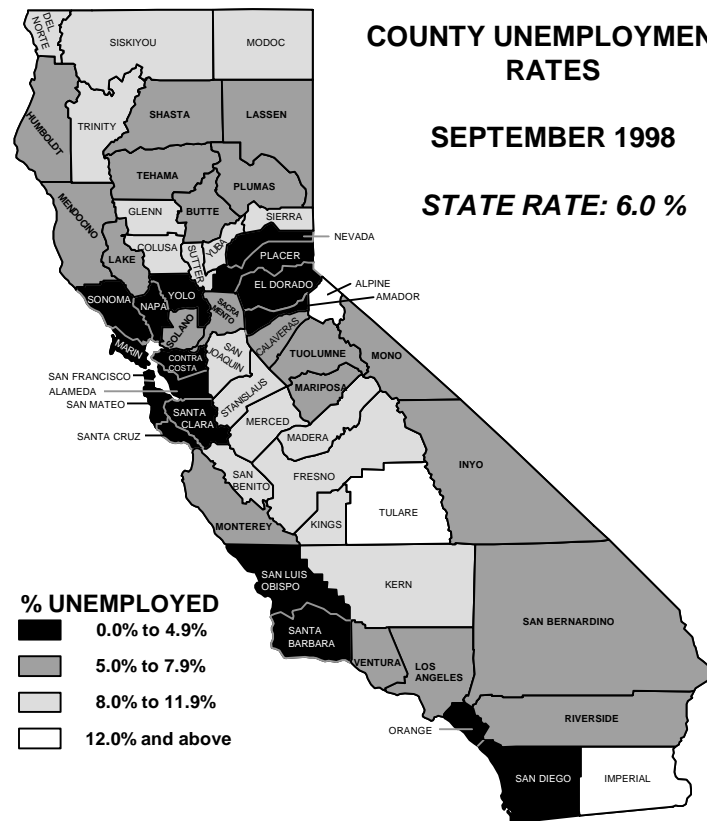 COUNTY UNEMPLOYMEN
RATES
SEPTEMBER 1998
STATE RATE: 6.0 %
DEL
NORTE
SISKIYOU
MODOC
HUMBOLDT
TRINITY
SHASTA
LASSEN
TEHAMA
PLUMAS
MENDOCINO
GLENN
BUTTE
SIERRA
NEVADA
LAKE
COLUSA
SUTTER
YUBA
PLACER
EL DORADO
ALPINE
AMADOR
SONOMA
NAPA
YOLO
SOLANO
SACRA
MENTO
CALAVERAS
MARIN
CONTRA
COSTA
SAN
JOAQUIN
TUOLUMNE
MONO
SAN FRANCISCO
ALAMEDA
SAN MATEO
SANTA CRUZ
SANTA
CLARA
STANISLAUS
MARIPOSA
MERCED
MADERA
SAN
BENITO
FRESNO
INYO
MONTEREY
KINGS
TULARE
SAN LUIS
OBISPO
KERN
SANTA
BARBARA
VENTURA
LOS
ANGELES
SAN BERNARDINO
ORANGE
RIVERSIDE
SAN DIEGO
IMPERIAL
% UNEMPLOYED
0.0% to 4.9%
5.0% to 7.9%
8.0% to 11.9%
12.0% and above